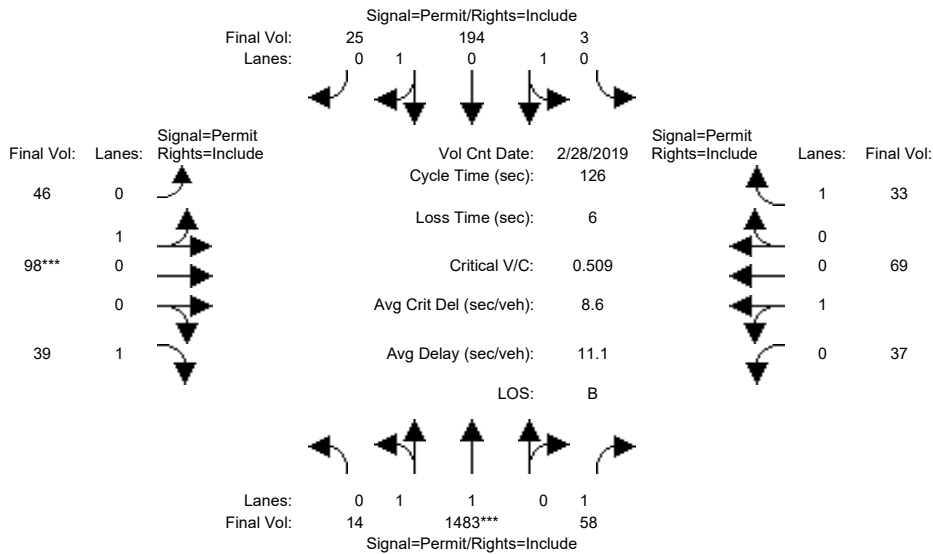 Signal=Permit/Rights=Include
Final Vol: 25 194 3
Lanes: 0 1 0 1 0
Signal=Permit Signal=Permit
Final Vol: Lanes: Rights=Include Vol Cnt Date: 2/28/2019 Rights=Include Lanes: Final Vol:
Cycle Time (sec): 126
46 0 1 33
Loss Time (sec): 6
1 0
98*** 0 Critical V/C: 0.509 0 69
0 Avg Crit Del (sec/veh): 8.6 1
39 1 Avg Delay (sec/veh): 11.1 0 37
LOS: B
Lanes: 0 1 1 0 1
Final Vol: 14 1483*** 58
Signal=Permit/Rights=Include